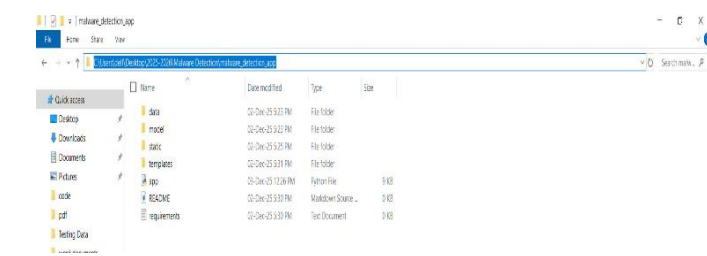 malware_detection_app
File Home Share View
C:\Users\dell\Desktop\2025-2026\Malware Detection\malware_detection_app
Search malw...
Name Date modified Type Size
Quick access
Desktop
Downloads
Documents
Pictures
code
pdf
Testing Data
data 02-Dec-25 5:23 PM File folder
model 02-Dec-25 5:23 PM File folder
static 02-Dec-25 5:25 PM File folder
templates 02-Dec-25 5:31 PM File folder
app 03-Dec-25 12:26 PM Python File 9 KB
README 02-Dec-25 5:30 PM Markdown Source ... 0 KB
requirements 02-Dec-25 5:30 PM Text Document 0 KB